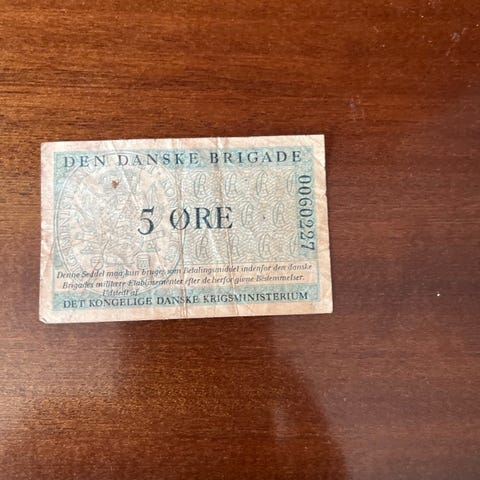 DEN DANSKE BRIGADE
5 ØRE
0060227
Denne Seddel maa kun bruges som Betalingsmiddel indenfor den danske
Brigades militære Etablissementer efter de herfor givne Bestemmelser.
Udstedt af
DET KONGELIGE DANSKE KRIGSMINISTERIUM